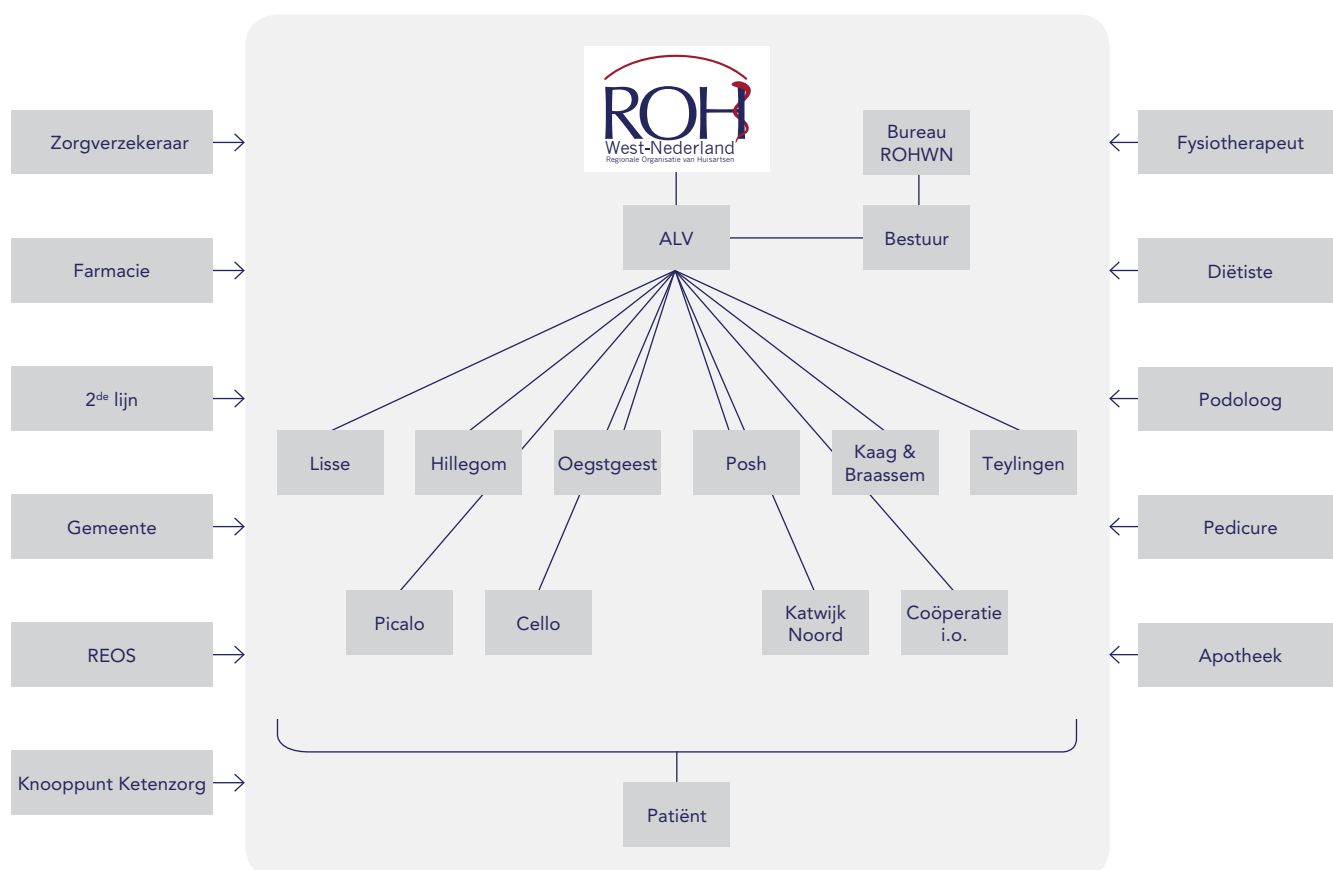 ROH
West-Nederland
Regionale Organisatie van Huisartsen
Bureau
ROHWN
Zorgverzekeraar
Fysiotherapeut
ALV
Bestuur
Farmacie
Diëtiste
2de lijn
Podoloog
Lisse
Hillegom
Oegstgeest
Posh
Kaag &
Braassem
Teylingen
Gemeente
Pedicure
Picalo
Cello
Katwijk
Noord
Coöperatie
i.o.
REOS
Apotheek
Knooppunt Ketenzorg
Patiënt